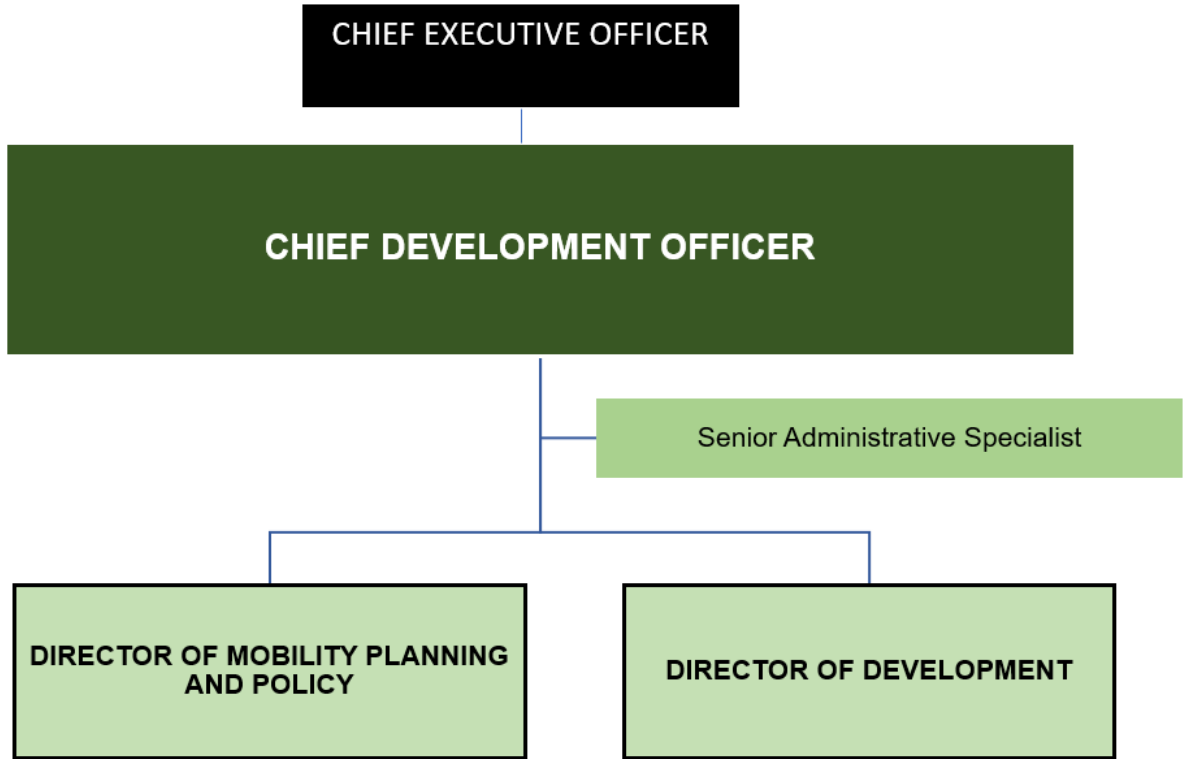 CHIEF EXECUTIVE OFFICER
CHIEF DEVELOPMENT OFFICER
Senior Administrative Specialist
DIRECTOR OF MOBILITY PLANNING
AND POLICY
DIRECTOR OF DEVELOPMENT